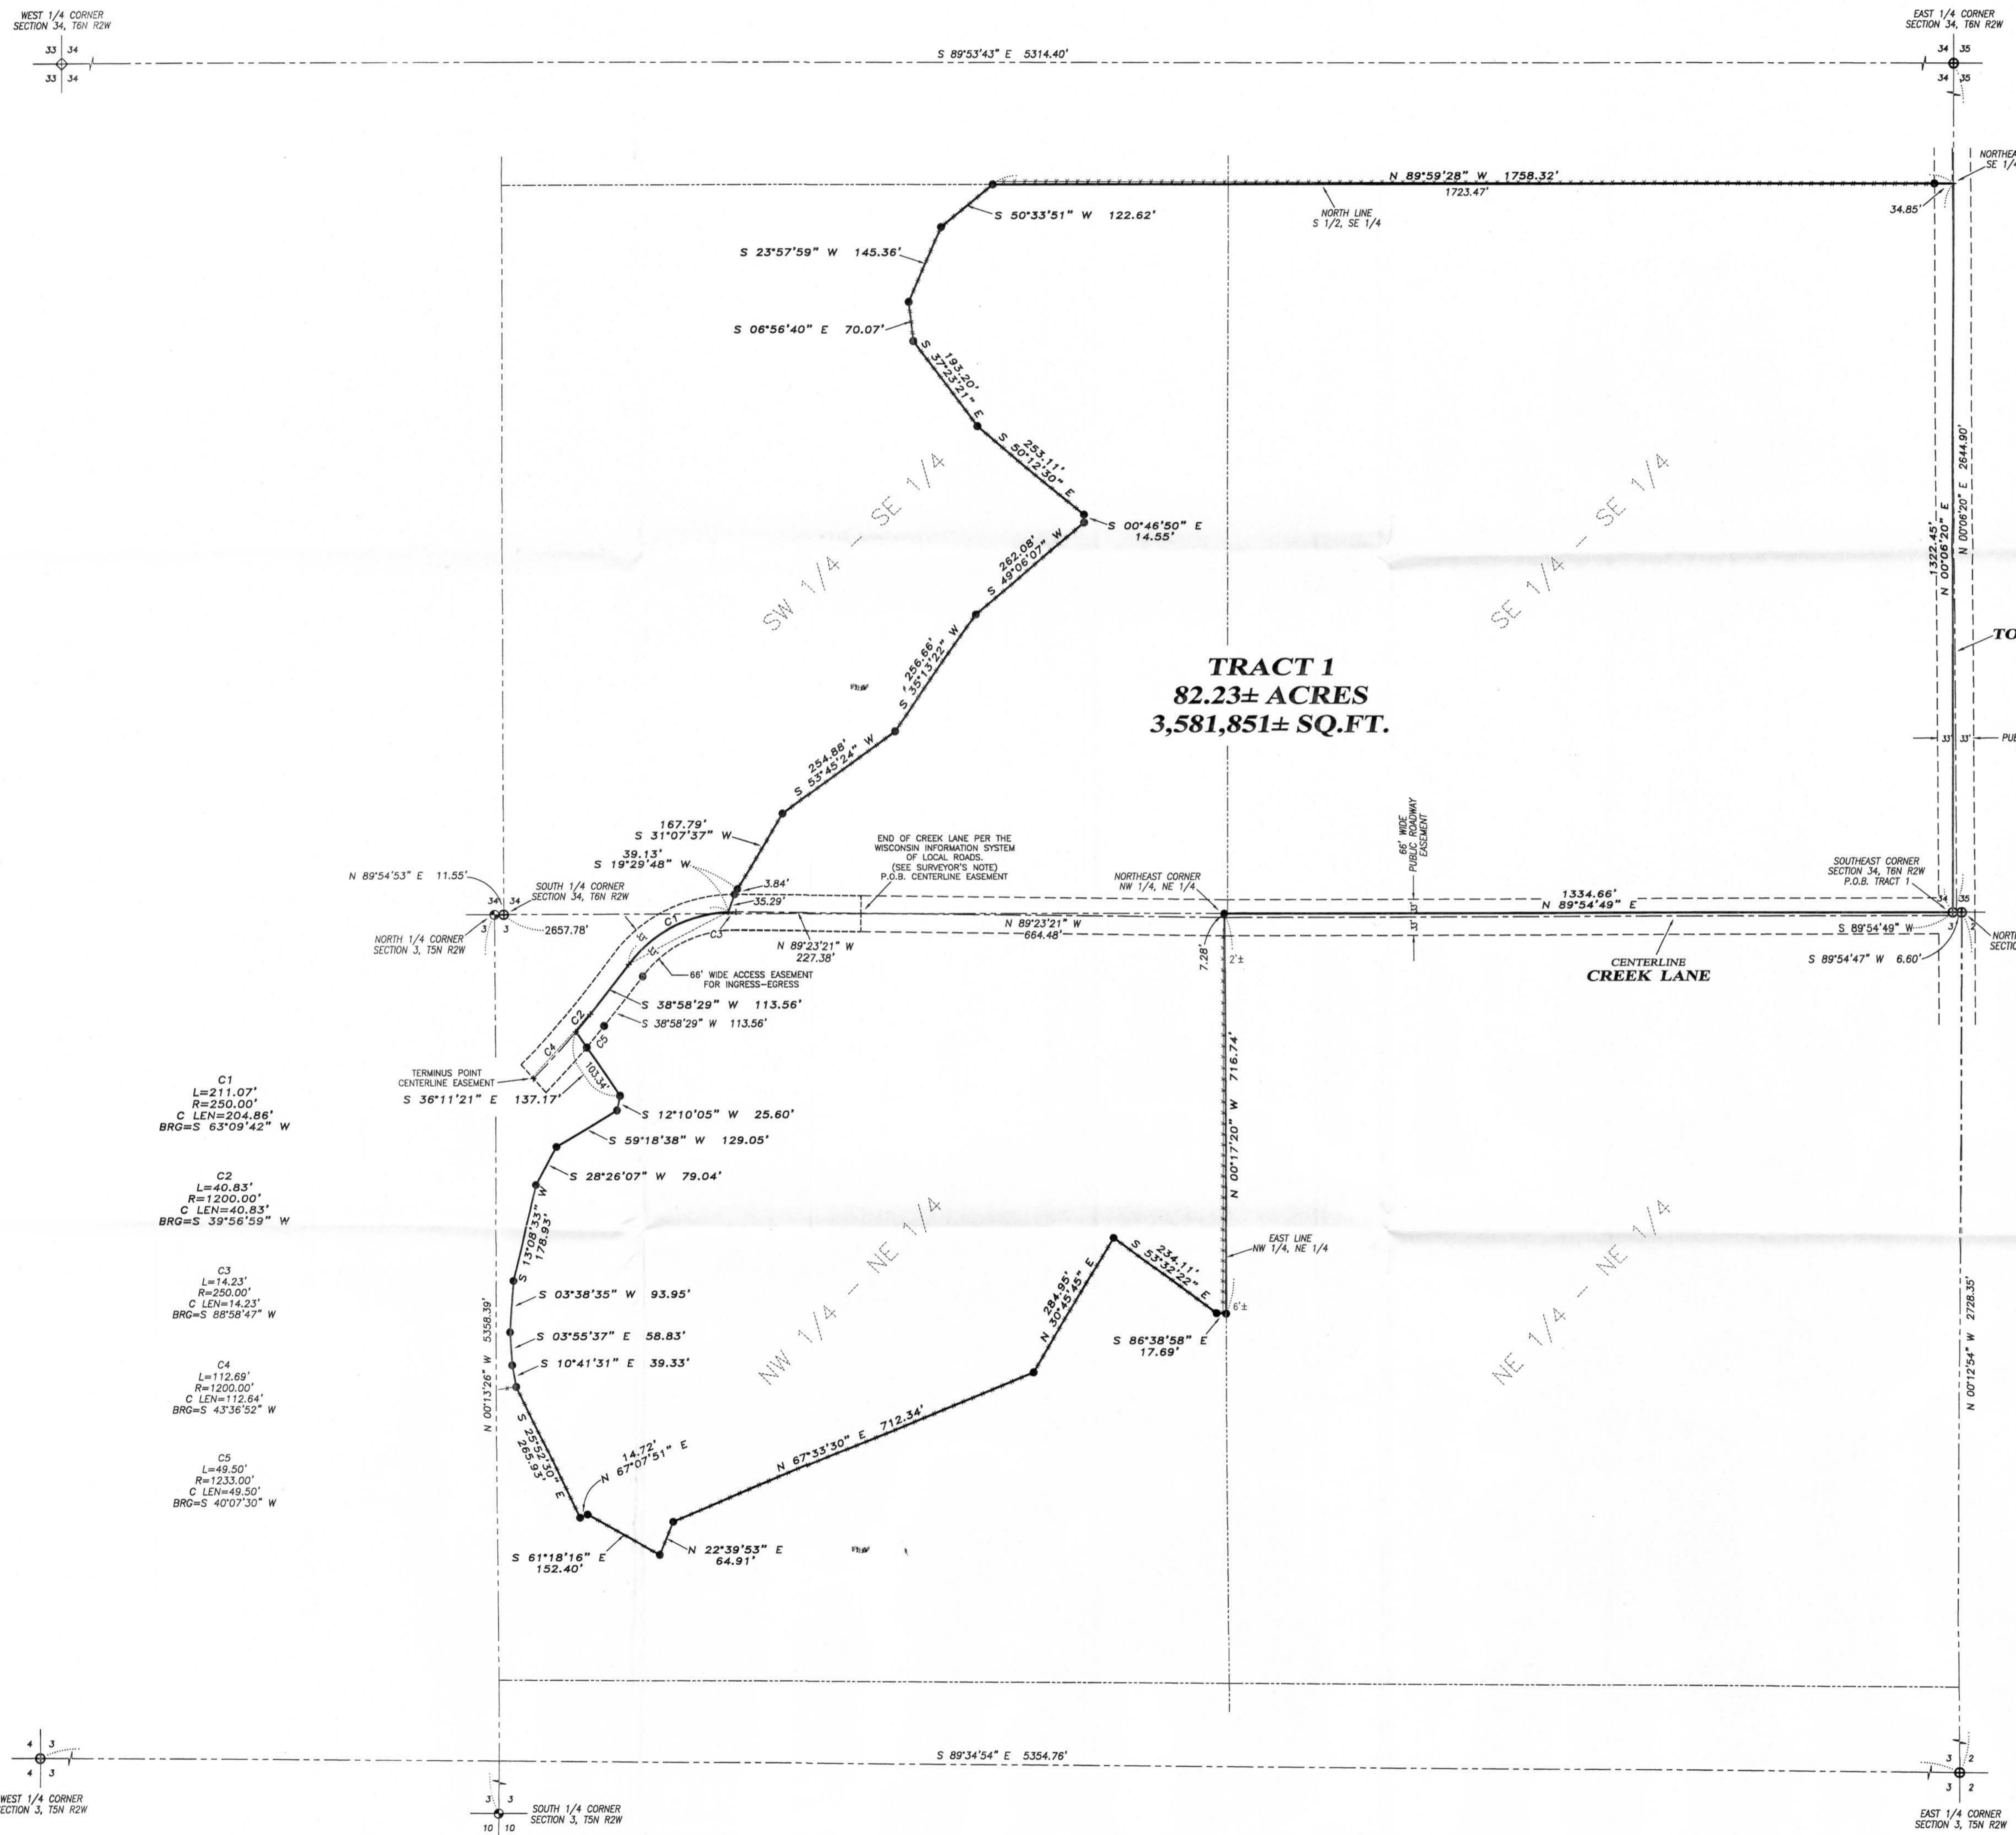 WEST 1/4 CORNER
SECTION 34, T6N R2W
33 34
33 34
S 89°53'43" E 5314.40'
EAST 1/4 CORNER
SECTION 34, T6N R2W
34 35
34 35
N 89°59'28" W 1758.32'
1723.47'
NORTH LINE
S 1/2, SE 1/4
34.85'
S 50°33'51" W 122.62'
S 23°57'59" W 145.36'
S 06°56'40" E 70.07'
193.20'
S 37°23'21" E
253.11'
S 50°12'30" E
S 00°46'50" E
14.55'
262.08'
S 49°06'07" W
256.66'
S 35°13'22" W
254.88'
S 53°45'24" W
167.79'
S 31°07'37" W
39.13'
S 19°29'48" W
3.84'
35.29'
SW 1/4 - SE 1/4
SE 1/4 - SE 1/4
1322.45'
N 00°06'20" E
N 00°06'20" E 2644.90'
TRACT 1
82.23± ACRES
3,581,851± SQ.FT.
33' 33'
END OF CREEK LANE PER THE
WISCONSIN INFORMATION SYSTEM
OF LOCAL ROADS.
(SEE SURVEYOR'S NOTE)
P.O.B. CENTERLINE EASEMENT
66' WIDE
PUBLIC ROADWAY
EASEMENT
33' 33'
N 89°54'53" E 11.55'
SOUTH 1/4 CORNER
SECTION 34, T6N R2W
34 34
3 3
2657.78'
NORTH 1/4 CORNER
SECTION 3, T5N R2W
C1
C3
33' 33'
N 89°23'21" W
227.38'
N 89°23'21" W
664.48'
NORTHEAST CORNER
NW 1/4, NE 1/4
1334.66'
N 89°54'49" E
SOUTHEAST CORNER
SECTION 34, T6N R2W
P.O.B. TRACT 1
34 35
3 2
S 89°54'49" W
S 89°54'47" W 6.60'
CENTERLINE
CREEK LANE
7.28'
2'±
66' WIDE ACCESS EASEMENT
FOR INGRESS-EGRESS
S 38°58'29" W 113.56'
S 38°58'29" W 113.56'
C2
C4
C5
TERMINUS POINT
CENTERLINE EASEMENT
103.34'
S 36°11'21" E 137.17'
S 12°10'05" W 25.60'
S 59°18'38" W 129.05'
S 28°26'07" W 79.04'
S 13°08'33" W
178.93'
S 03°38'35" W 93.95'
S 03°55'37" E 58.83'
S 10°41'31" E 39.33'
S 25°52'30" E
265.93'
14.72'
N 67°07'51" E
S 61°18'16" E
152.40'
N 22°39'53" E
64.91'
N 67°33'30" E 712.34'
284.95'
N 30°45'45" E
234.11'
S 53°32'22" E
S 86°38'58" E
17.69'
6'±
EAST LINE
NW 1/4, NE 1/4
N 00°17'20" W 716.74'
NW 1/4 - NE 1/4
NE 1/4 - NE 1/4
N 00°13'26" W 5358.39'
N 00°12'54" W 2728.35'
C1
L=211.07'
R=250.00'
C LEN=204.86'
BRG=S 63°09'42" W
C2
L=40.83'
R=1200.00'
C LEN=40.83'
BRG=S 39°56'59" W
C3
L=14.23'
R=250.00'
C LEN=14.23'
BRG=S 88°58'47" W
C4
L=112.69'
R=1200.00'
C LEN=112.64'
BRG=S 43°36'52" W
C5
L=49.50'
R=1233.00'
C LEN=49.50'
BRG=S 40°07'30" W
4 3
4 3
WEST 1/4 CORNER
SECTION 3, T5N R2W
S 89°34'54" E 5354.76'
3 3
10 10
SOUTH 1/4 CORNER
SECTION 3, T5N R2W
3 2
3 2
EAST 1/4 CORNER
SECTION 3, T5N R2W